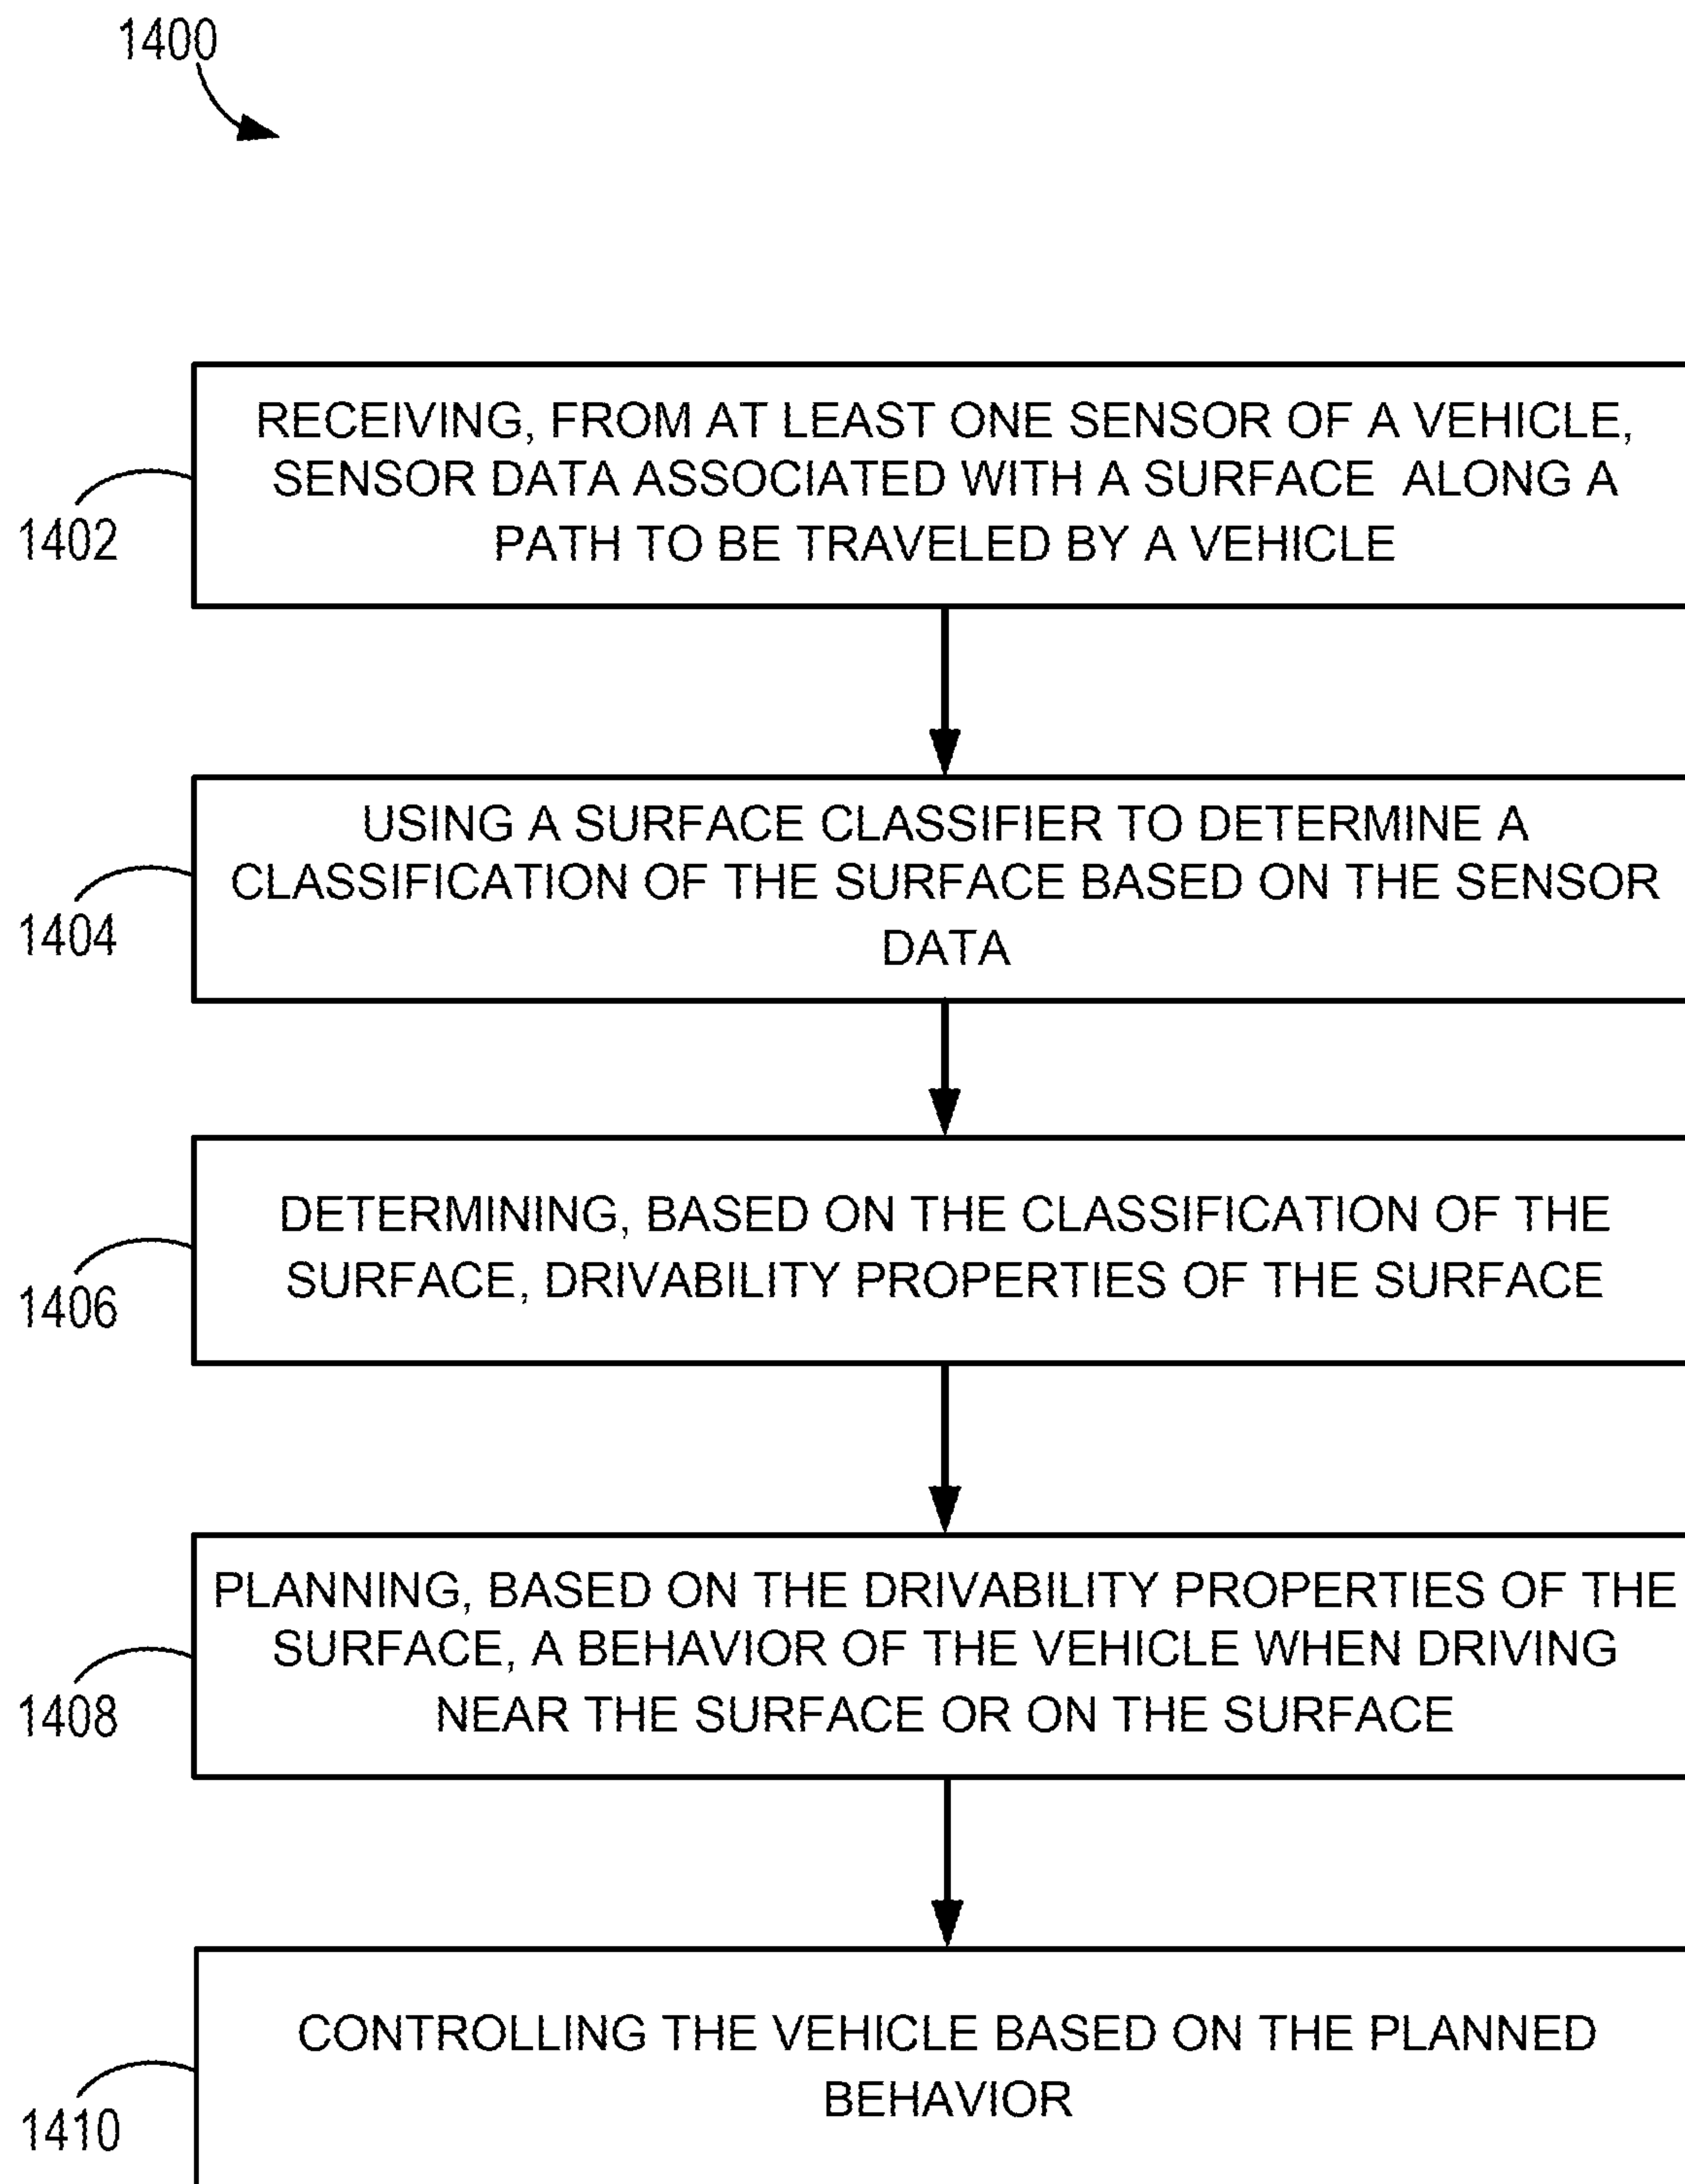 1400
RECEIVING, FROM AT LEAST ONE SENSOR OF A VEHICLE,
SENSOR DATA ASSOCIATED WITH A SURFACE ALONG A
PATH TO BE TRAVELED BY A VEHICLE
1402
USING A SURFACE CLASSIFIER TO DETERMINE A
CLASSIFICATION OF THE SURFACE BASED ON THE SENSOR
DATA
1404
DETERMINING, BASED ON THE CLASSIFICATION OF THE
SURFACE, DRIVABILITY PROPERTIES OF THE SURFACE
1406
PLANNING, BASED ON THE DRIVABILITY PROPERTIES OF THE
SURFACE, A BEHAVIOR OF THE VEHICLE WHEN DRIVING
NEAR THE SURFACE OR ON THE SURFACE
1408
CONTROLLING THE VEHICLE BASED ON THE PLANNED
BEHAVIOR
1410